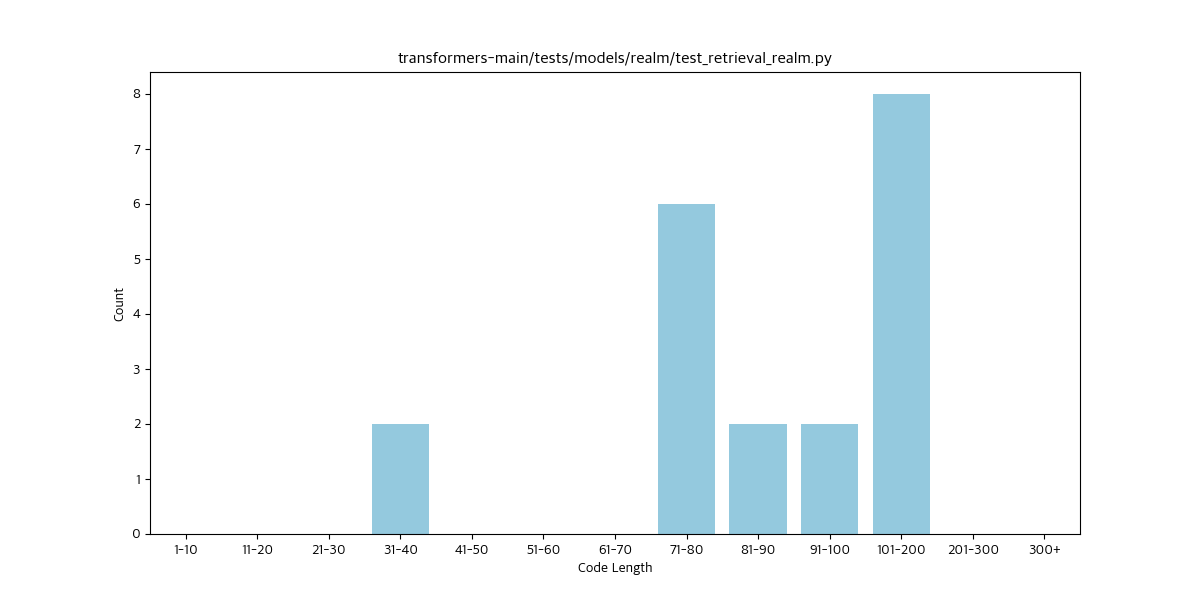 transformers-main/tests/models/realm/test_retrieval_realm.py
8
7
6
5
4
3
2
1
0
Count
1-10 11-20 21-30 31-40 41-50 51-60 61-70 71-80 81-90 91-100 101-200 201-300 300+
Code Length